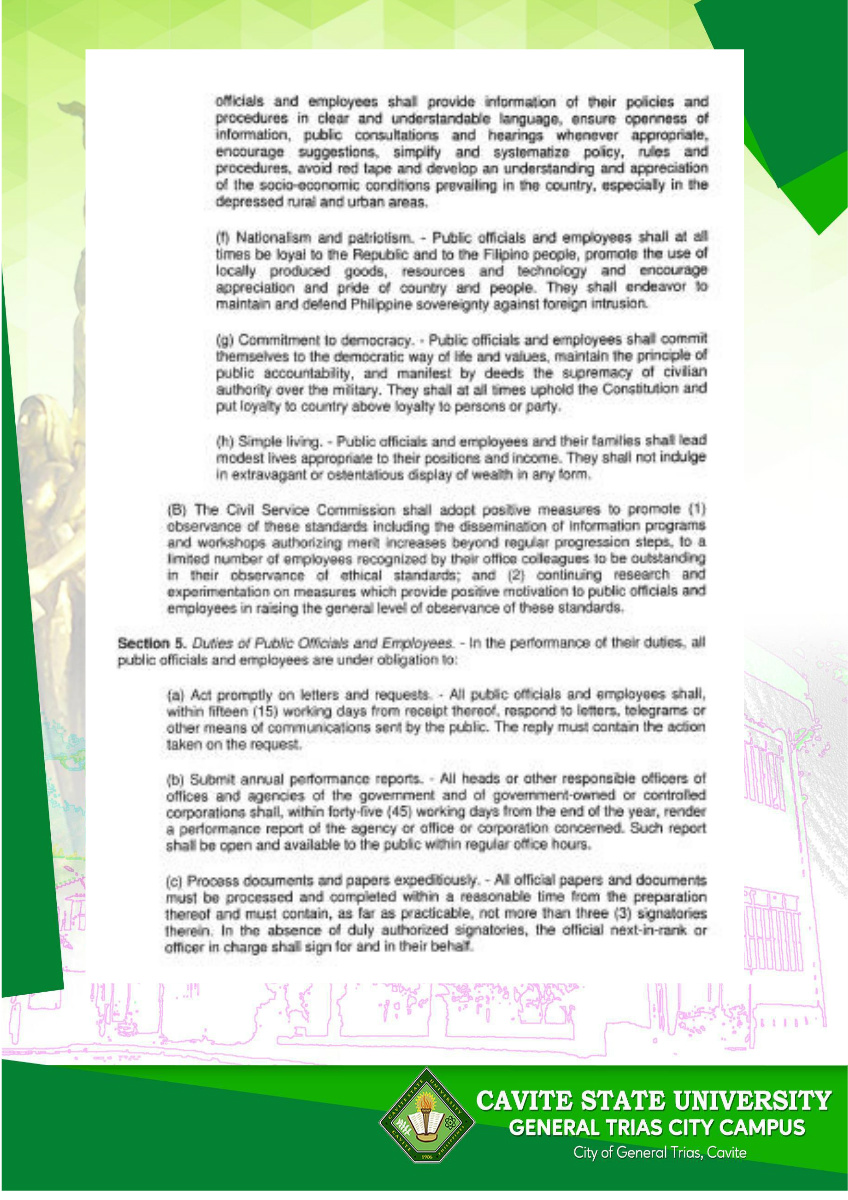 officials and employees shall provide information of their policies and
procedures in clear and understandable language, ensure openness of
information, public consultations and hearings whenever appropriate,
encourage suggestions, simplify and systematize policy, rules and
procedures, avoid red tape and develop an understanding and appreciation
of the socio-economic conditions prevailing in the country, especially in the
depressed rural and urban areas.
(f) Nationalism and patriotism. - Public officials and employees shall at all
times be loyal to the Republic and to the Filipino people, promote the use of
locally produced goods, resources and technology and encourage
appreciation and pride of country and people. They shall endeavor to
maintain and defend Philippine sovereignty against foreign intrusion.
(g) Commitment to democracy. - Public officials and employees shall commit
themselves to the democratic way of life and values, maintain the principle of
public accountability, and manifest by deeds the supremacy of civilian
authority over the military. They shall at all times uphold the Constitution and
put loyalty to country above loyalty to persons or party.
(h) Simple living. - Public officials and employees and their families shall lead
modest lives appropriate to their positions and income. They shall not indulge
in extravagant or ostentatious display of wealth in any form.
(B) The Civil Service Commission shall adopt positive measures to promote (1)
observance of these standards including the dissemination of information programs
and workshops authorizing merit increases beyond regular progression steps, to a
limited number of employees recognized by their office colleagues to be outstanding
in their observance of ethical standards; and (2) continuing research and
experimentation on measures which provide positive motivation to public officials and
employees in raising the general level of observance of these standards.
Section 5. Duties of Public Officials and Employees. - In the performance of their duties, all
public officials and employees are under obligation to:
(a) Act promptly on letters and requests. - All public officials and employees shall,
within fifteen (15) working days from receipt thereof, respond to letters, telegrams or
other means of communications sent by the public. The reply must contain the action
taken on the request.
(b) Submit annual performance reports. - All heads or other responsible officers of
offices and agencies of the government and of government-owned or controlled
corporations shall, within forty-five (45) working days from the end of the year, render
a performance report of the agency or office or corporation concerned. Such report
shall be open and available to the public within regular office hours.
(c) Process documents and papers expeditiously. - All official papers and documents
must be processed and completed within a reasonable time from the preparation
thereof and must contain, as far as practicable, not more than three (3) signatories
therein. In the absence of duly authorized signatories, the official next-in-rank or
officer in charge shall sign for and in their behalf.
CAVITE STATE UNIVERSITY
GENERAL TRIAS CITY CAMPUS
City of General Trias, Cavite
CAVITE STATE UNIVERSITY
CAVITE
PHILIPPINES
1906